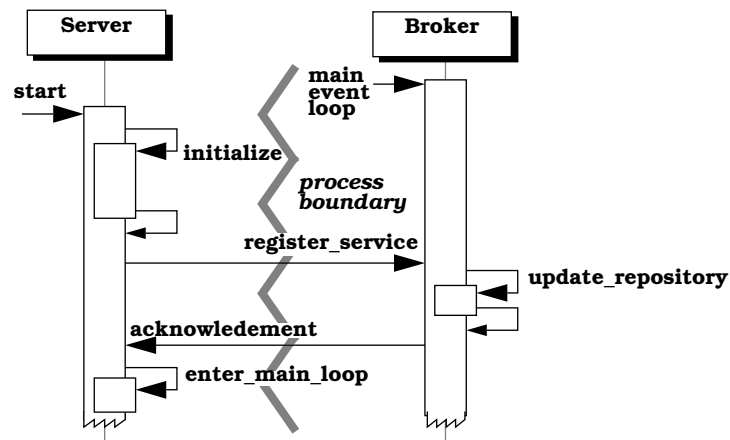 Server
Broker
main
event
loop
start
initialize
process
boundary
register_service
update_repository
acknowledement
enter_main_loop